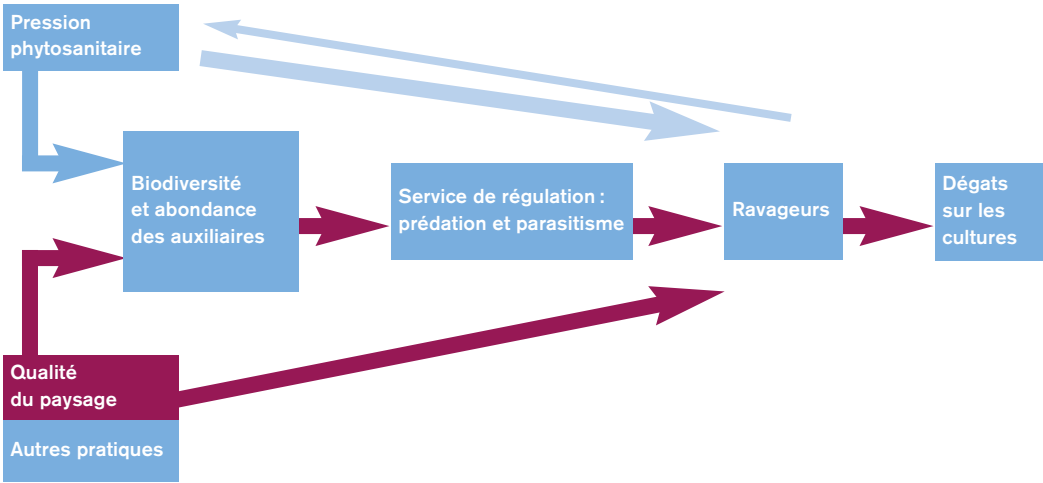 Pression
phytosanitaire
Biodiversité
et abondance
des auxiliaires
Service de régulation :
prédation et parasitisme
Ravageurs
Dégats
sur les
cultures
Qualité
du paysage
Autres pratiques